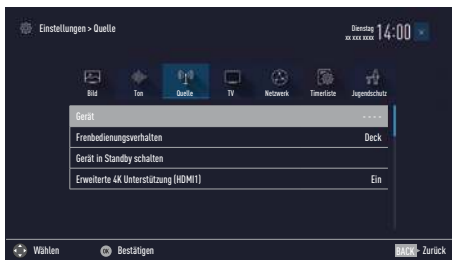 Einstellungen > Quelle
Dienstag
xx xxx xxxx
14:00
Bild Ton Quelle TV Netzwerk Timerliste Jugendschutz
Gerät - - - -
Frenbedienungsverhalten Deck
Gerät in Standby schalten
Erweiterte 4K Unterstützung (HDMI1) Ein
Wählen OK Bestätigen BACK - Zurück